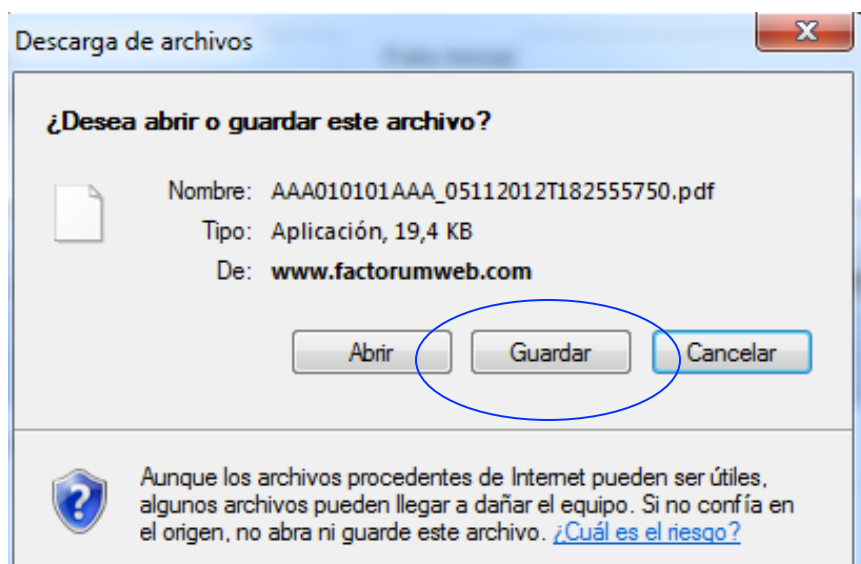 Descarga de archivos
¿Desea abrir o guardar este archivo?
Nombre: AAA010101AAA_05112012T182555750.pdf
Tipo: Aplicación, 19,4 KB
De: www.factorumweb.com
Abrir Guardar Cancelar
Aunque los archivos procedentes de Internet pueden ser útiles,
algunos archivos pueden llegar a dañar el equipo. Si no confía en
el origen, no abra ni guarde este archivo. ¿Cuál es el riesgo?